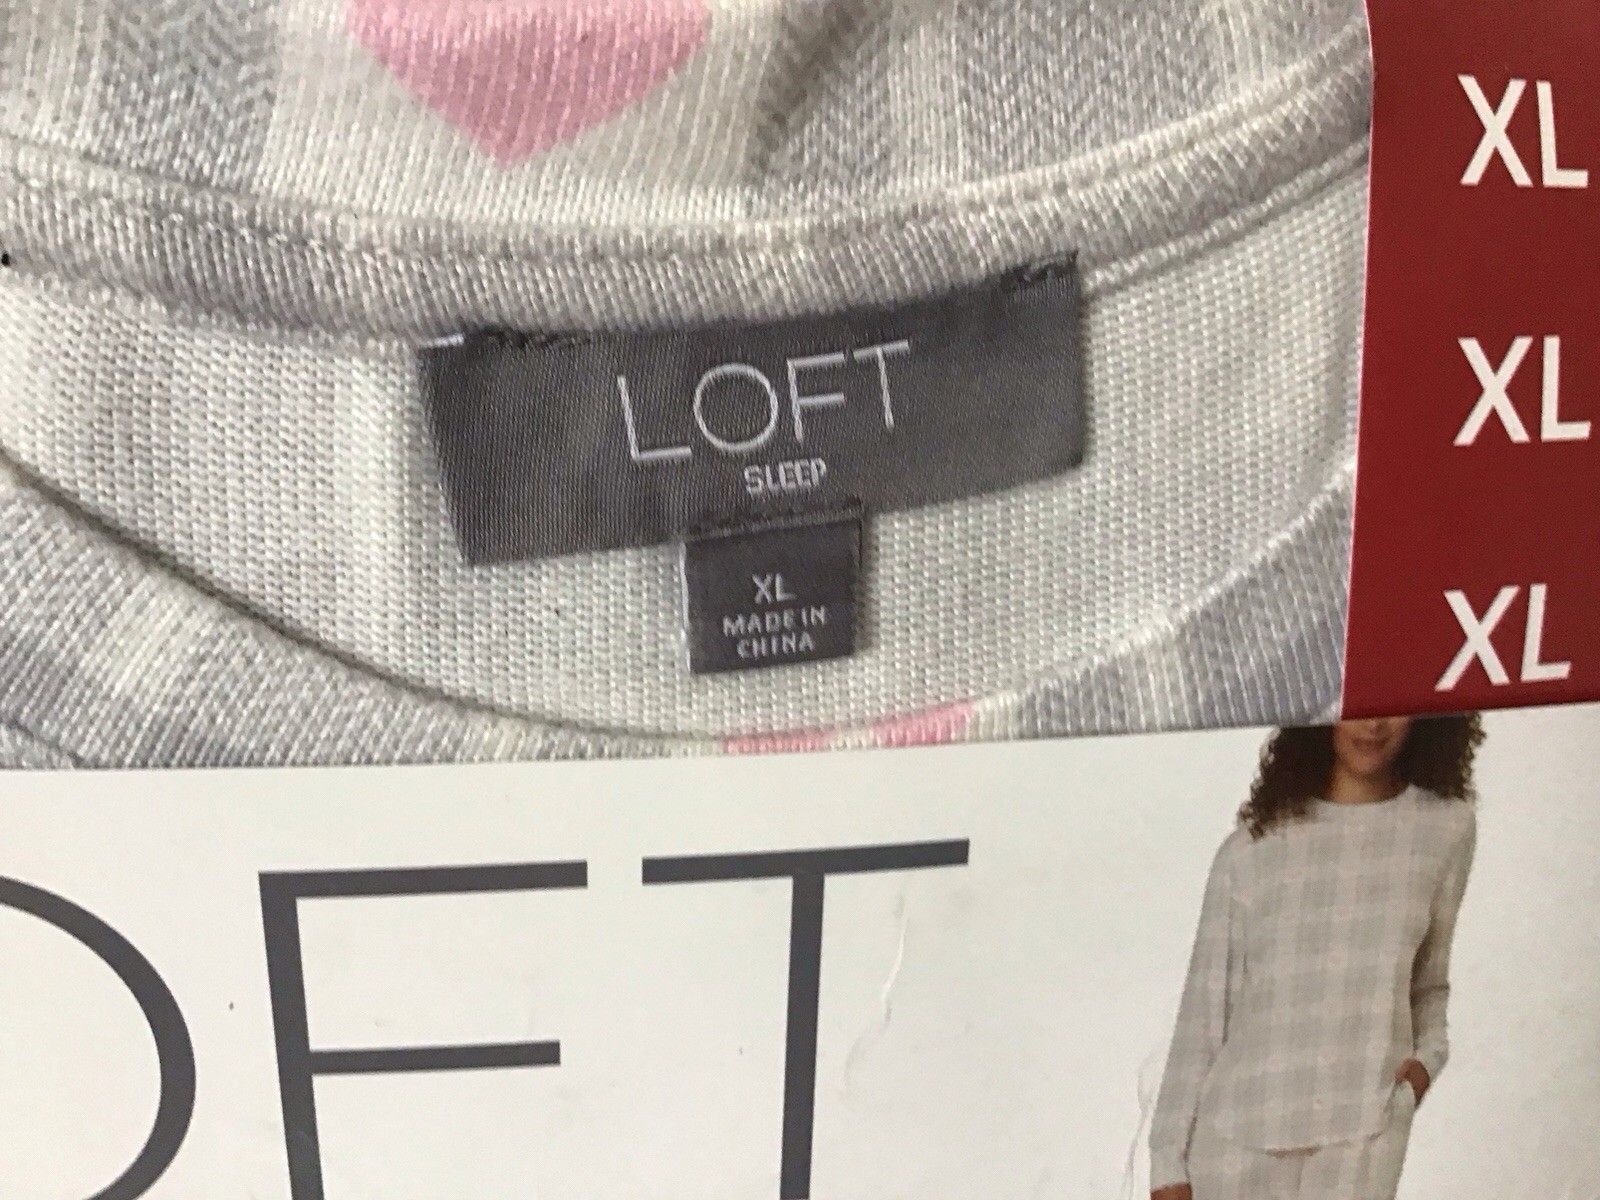 XL
XL
XL
LOFT
SLEEP
XL
MADE IN
CHINA
OFT